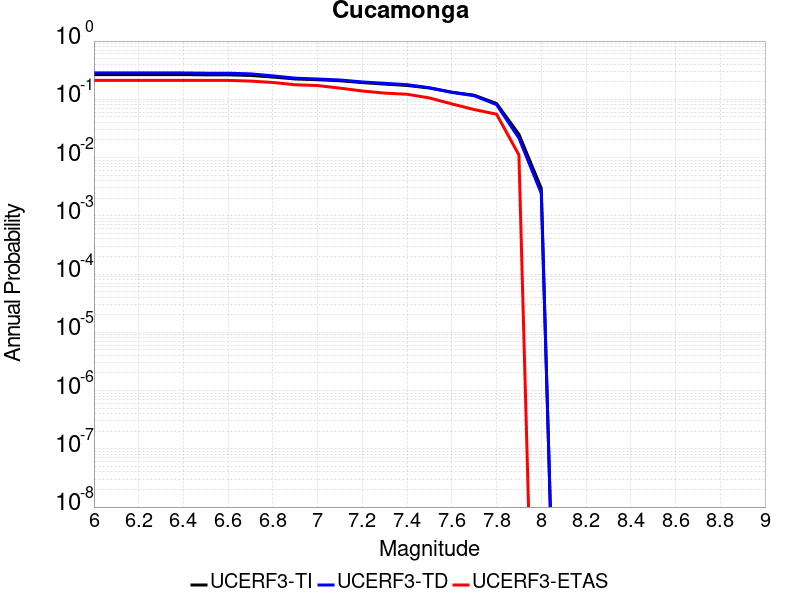 Cucamonga
10^0
10^-1
10^-2
10^-3
10^-4
10^-5
10^-6
10^-7
10^-8
Annual Probability
6 6.2 6.4 6.6 6.8 7 7.2 7.4 7.6 7.8 8 8.2 8.4 8.6 8.8 9
Magnitude
UCERF3-TI UCERF3-TD UCERF3-ETAS